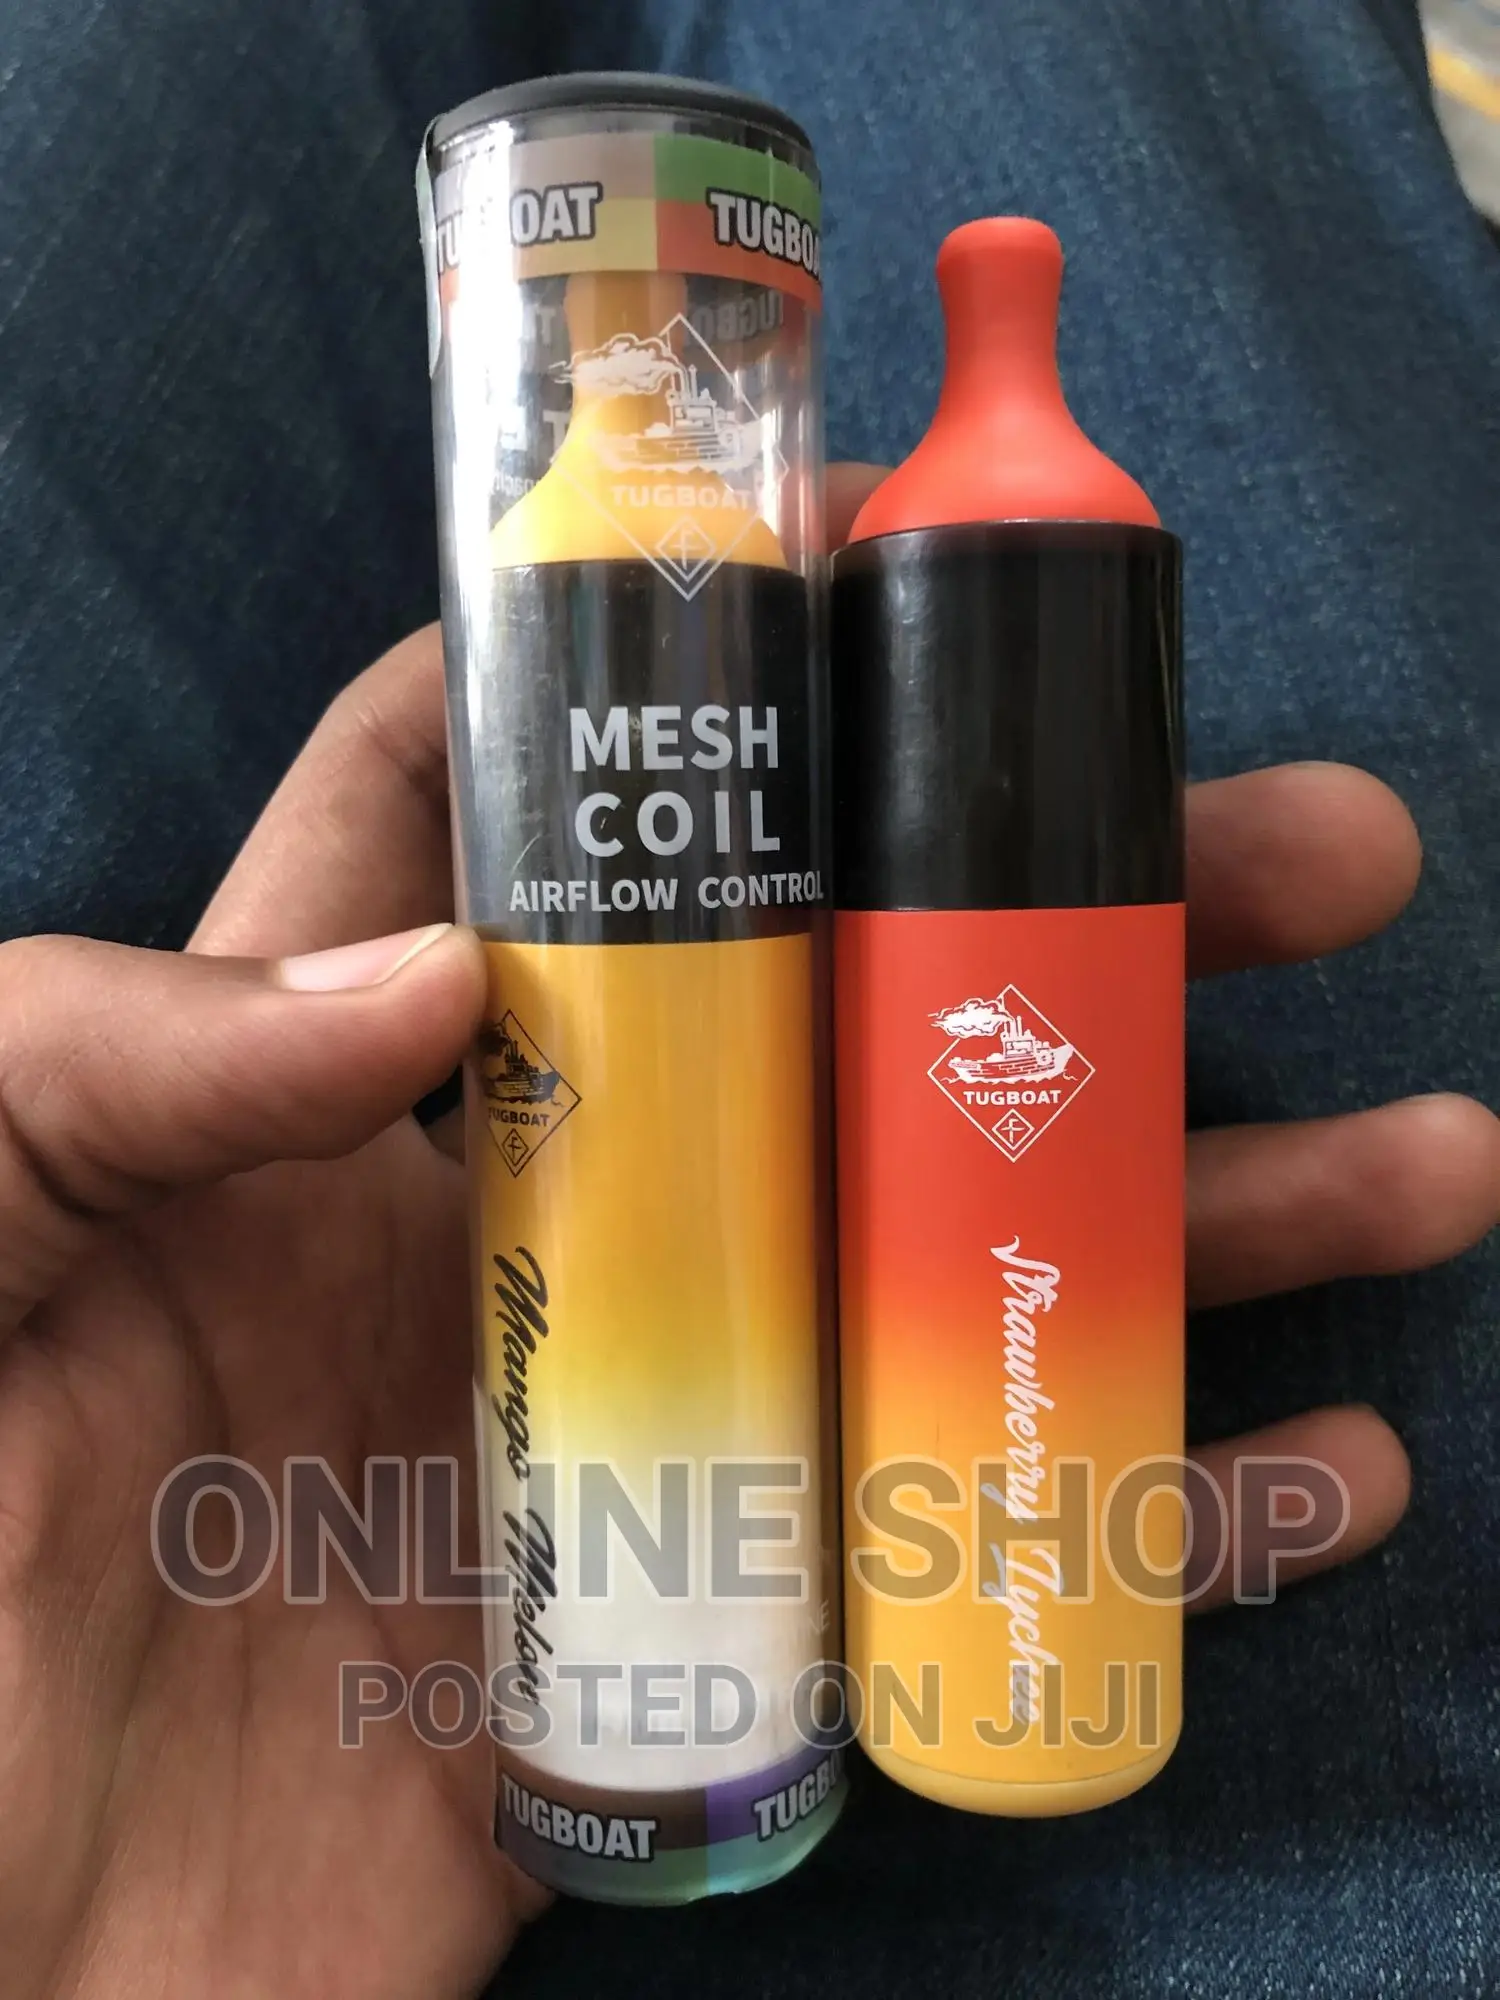 TUGBOAT
TUGBOAT
TUGBOAT
MESH
COIL
AIRFLOW CONTROL
TUGBOAT
Mango Melon
TUGBOAT
TUGBOAT
TUGBOAT
Strawberry Lychee
ONLINE SHOP
POSTED ON JIJI